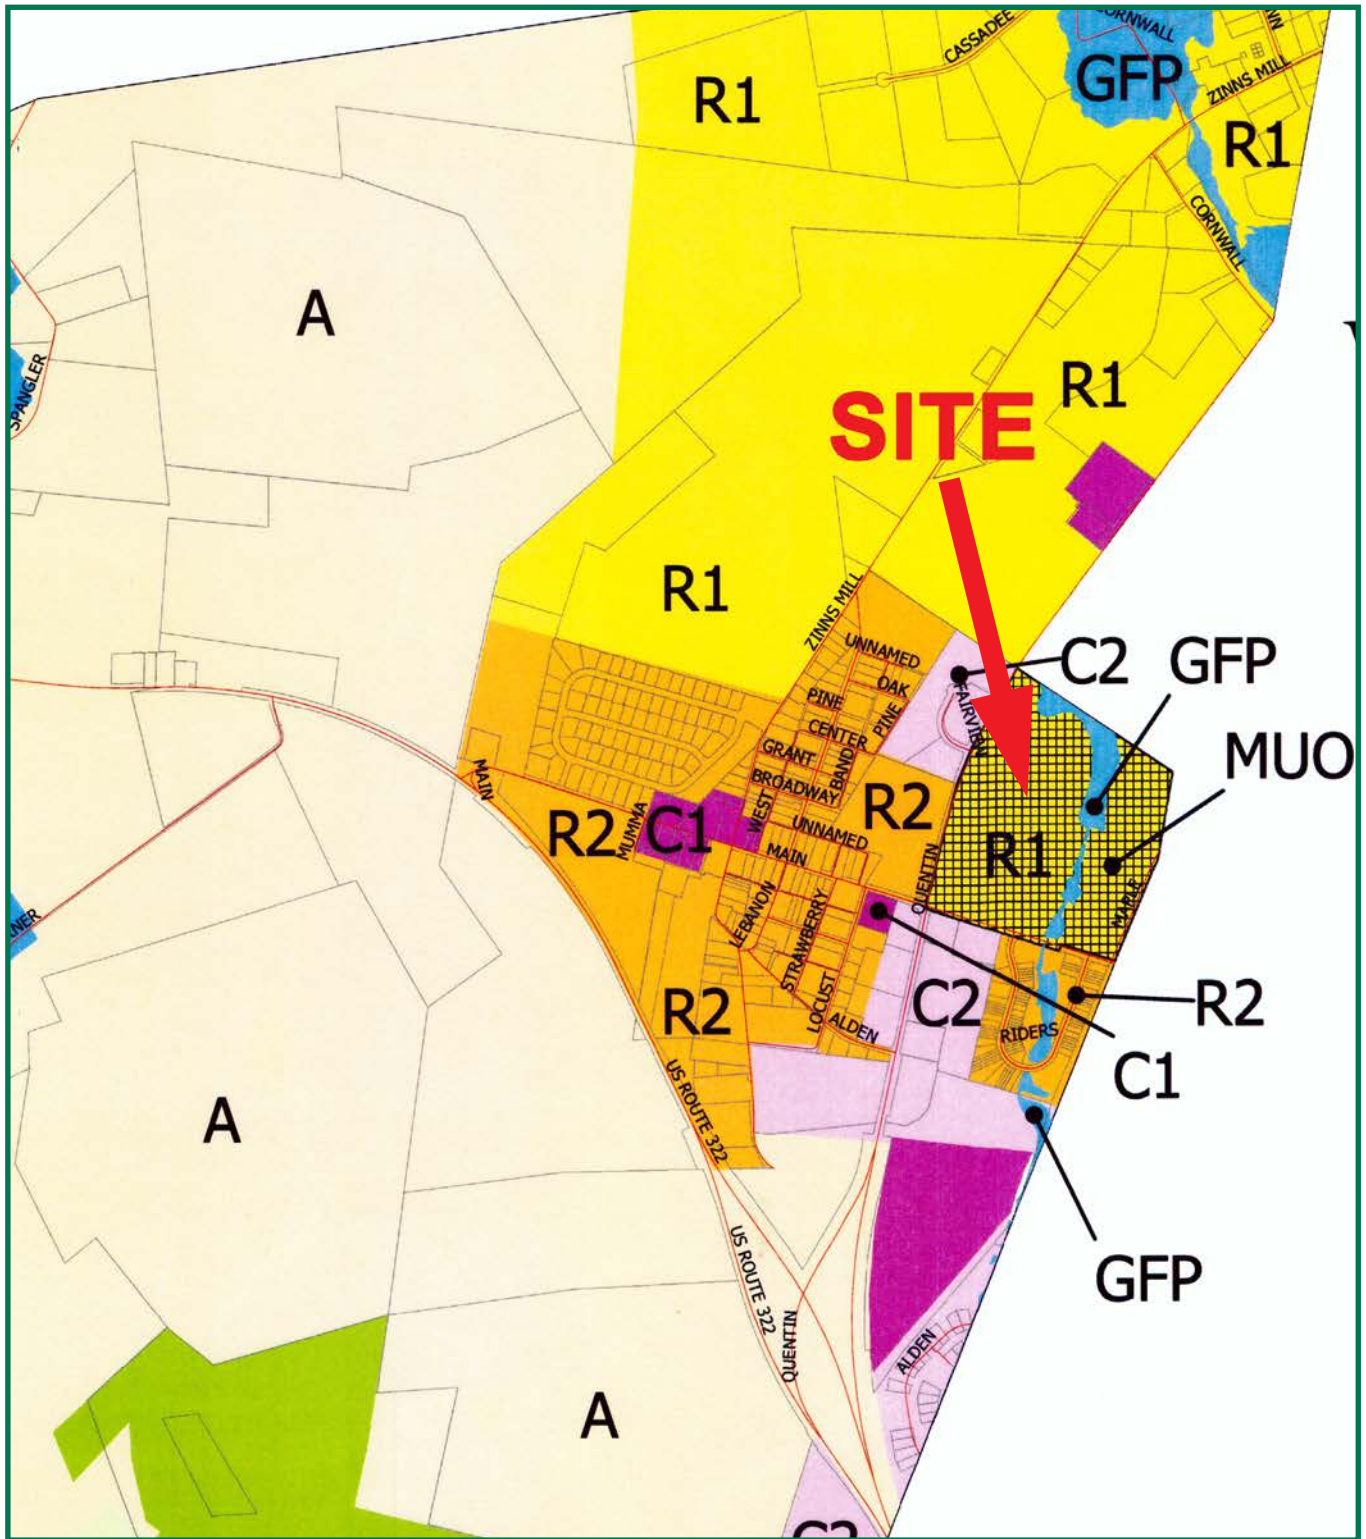 CORNWALL
CASSADEE
GFP
ZINNS MILL
R1
R1
CORNWALL
A
SPANGLER
R1
SITE
R1
ZINNS MILL
UNNAMED
OAK
PINE
PINE
CENTER
BAND
GRANT
BROADWAY
FAIRVIEW
C2
GFP
MUO
MAIN
R2
MUMMA
C1
WEST
UNNAMED
MAIN
R2
R1
QUENTIN
MAPLE
LEBANON
STRAWBERRY
LOCUST
ALDEN
C2
R2
RIDERS
R2
C1
US ROUTE 322
A
GFP
US ROUTE 322
QUENTIN
ALDEN
A
C2